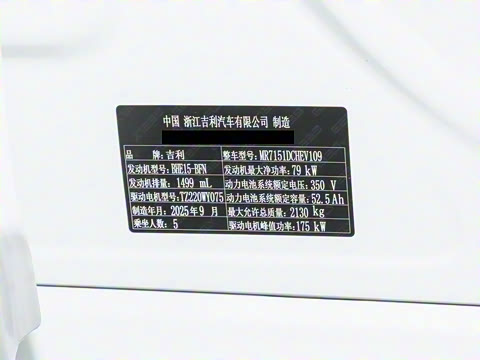 中国 浙江吉利汽车有限公司 制造
品 牌:吉利 整车型号:MR7151DCHEV109
发动机型号:BHE15-BFN 发动机最大净功率:79 kW
发动机排量:1499 mL 动力电池系统额定电压:350 V
驱动电机型号:TZ220WY075 动力电池系统额定容量:52.5Ah
制造年月:2025年9 月 最大允许总质量:2130 kg
乘坐人数:5 驱动电机峰值功率:175 kW